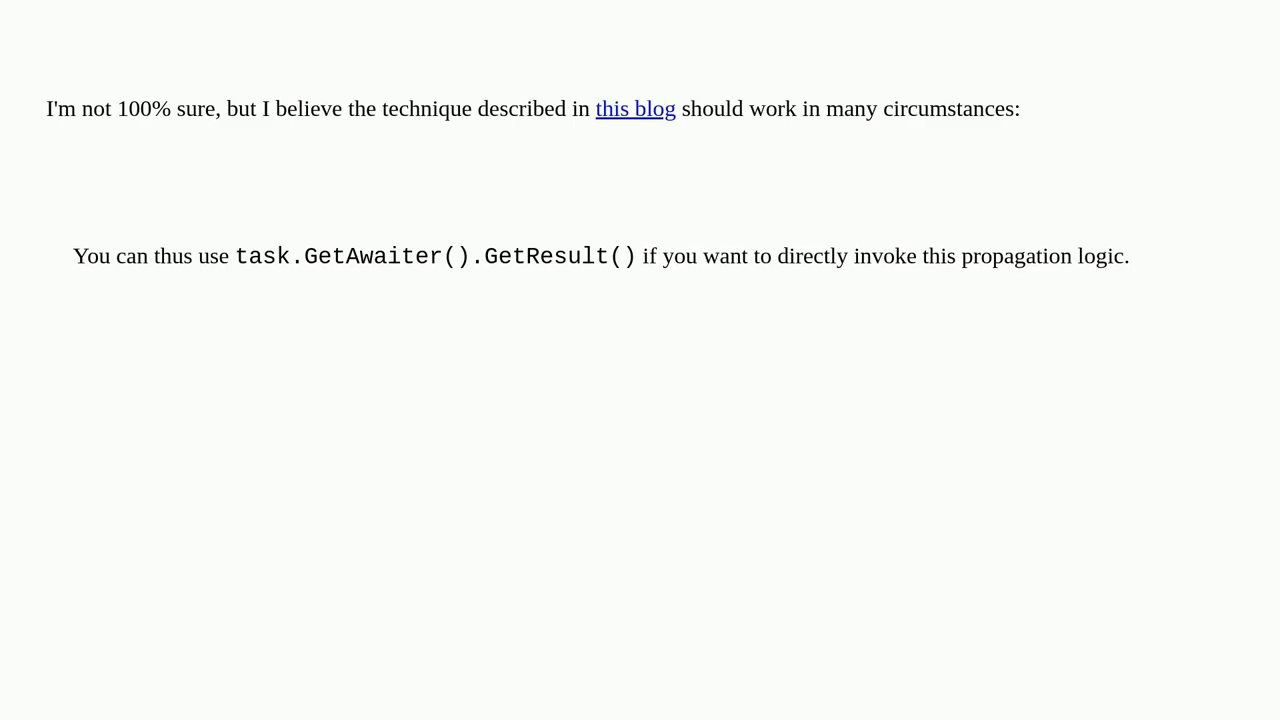 I'm not 100% sure, but I believe the technique described in this blog should work in many circumstances:
You can thus use task.GetAwaiter().GetResult() if you want to directly invoke this propagation logic.